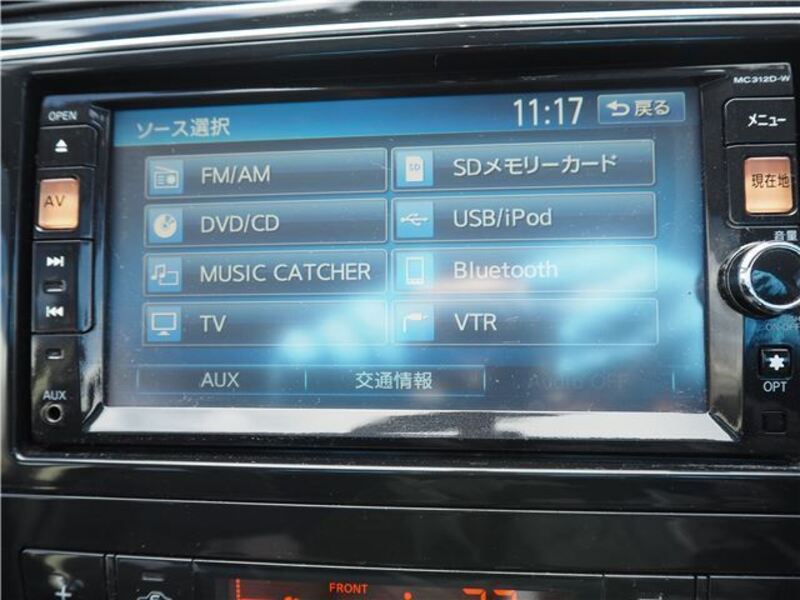 MC312D-W
OPEN
ソース選択
11:17
戻る
メニュー
FM/AM
SDメモリーカード
AV
現在地
DVD/CD
USB/iPod
音量
MUSIC CATCHER
Bluetooth
TV
VTR
AUX
交通情報
Audio OFF
OPT
AUX
FRONT